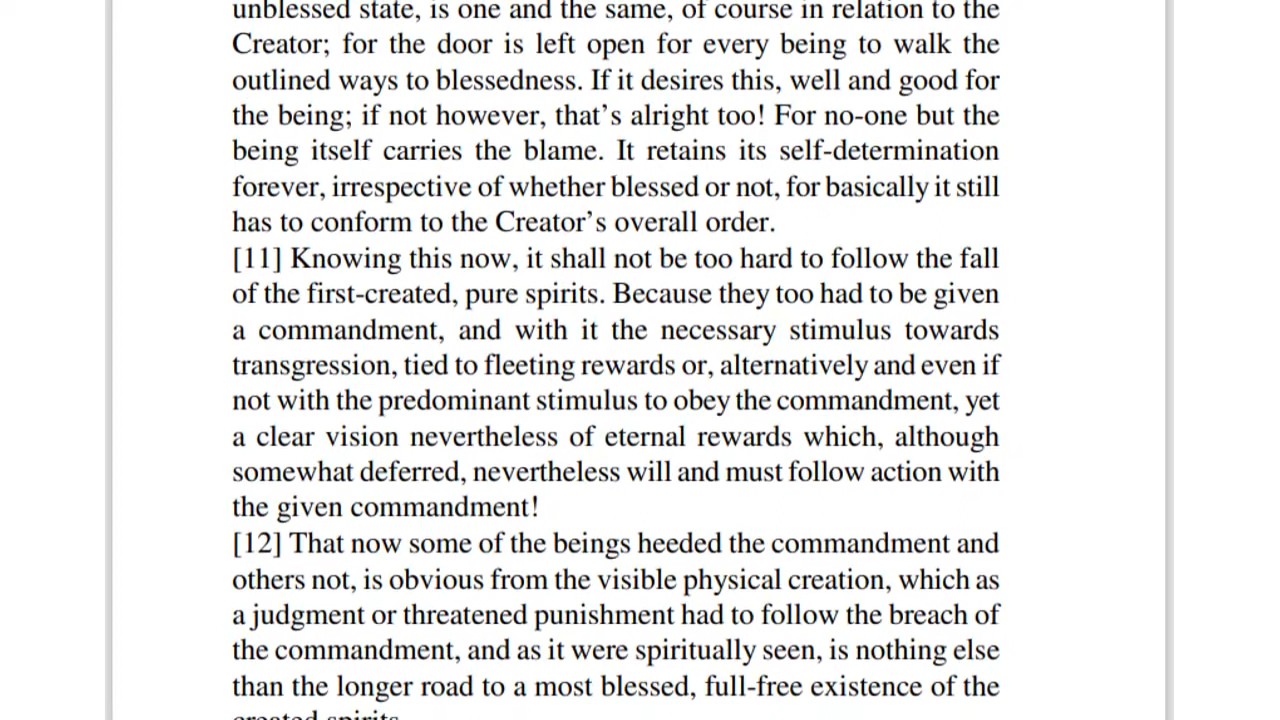 unblessed state, is one and the same, of course in relation to the
Creator; for the door is left open for every being to walk the
outlined ways to blessedness. If it desires this, well and good for
the being; if not however, that’s alright too! For no-one but the
being itself carries the blame. It retains its self-determination
forever, irrespective of whether blessed or not, for basically it still
has to conform to the Creator’s overall order.
[11] Knowing this now, it shall not be too hard to follow the fall
of the first-created, pure spirits. Because they too had to be given
a commandment, and with it the necessary stimulus towards
transgression, tied to fleeting rewards or, alternatively and even if
not with the predominant stimulus to obey the commandment, yet
a clear vision nevertheless of eternal rewards which, although
somewhat deferred, nevertheless will and must follow action with
the given commandment!
[12] That now some of the beings heeded the commandment and
others not, is obvious from the visible physical creation, which as
a judgment or threatened punishment had to follow the breach of
the commandment, and as it were spiritually seen, is nothing else
than the longer road to a most blessed, full-free existence of the
created spirits.